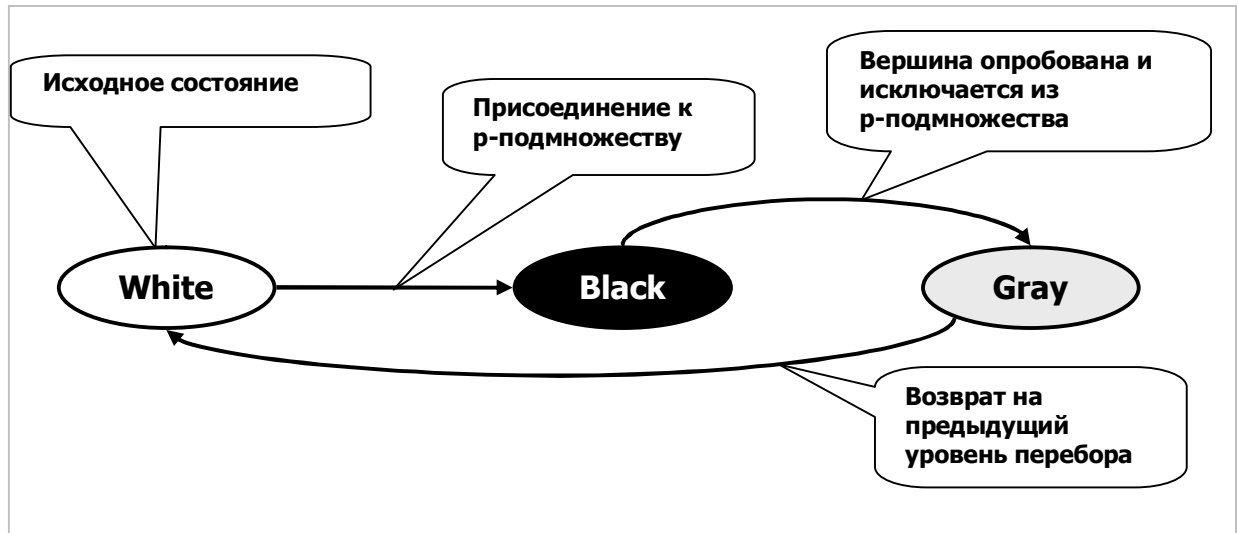 Исходное состояние
Присоединение к
p-подмножеству
Вершина опробована и
исключается из
p-подмножества
White
Black
Gray
Возврат на
предыдущий
уровень перебора